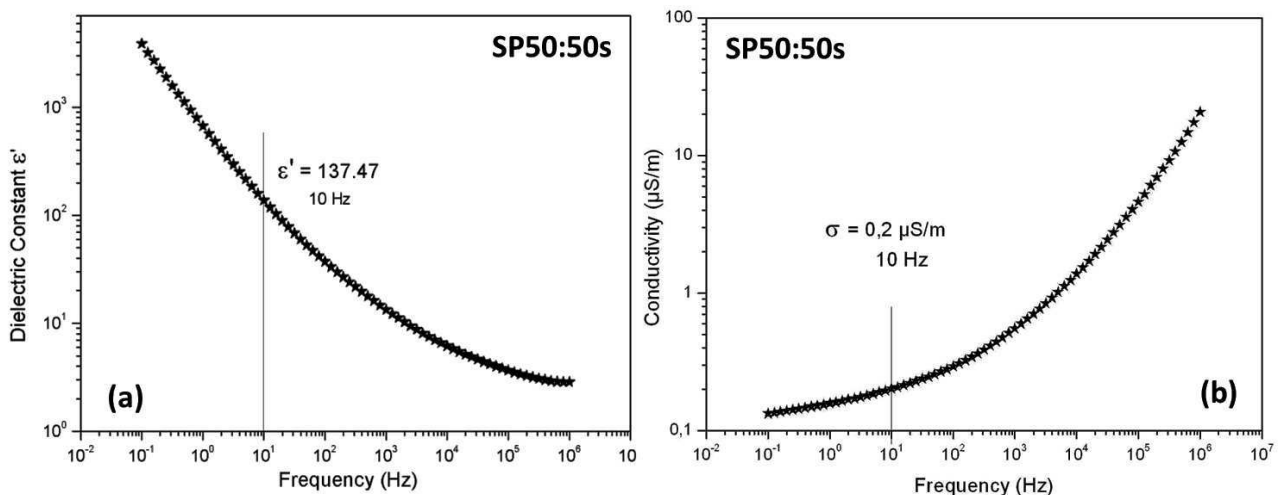 SP50:50s
Dielectric Constant ε'
10³
10²
10¹
10⁰
ε' = 137.47
10 Hz
(a)
10⁻² 10⁻¹ 10⁰ 10¹ 10² 10³ 10⁴ 10⁵ 10⁶ 10
Frequency (Hz)
SP50:50s
Conductivity (µS/m)
100
10
1
0,1
σ = 0,2 µS/m
10 Hz
(b)
10⁻² 10⁻¹ 10⁰ 10¹ 10² 10³ 10⁴ 10⁵ 10⁶ 10⁷
Frequency (Hz)